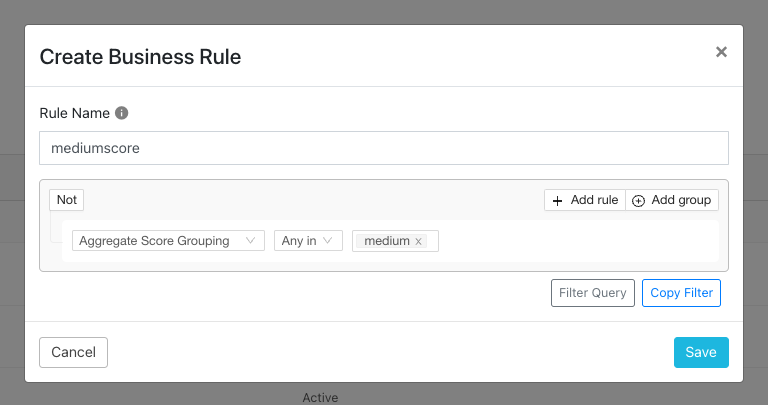 Create Business Rule
×
Rule Name
mediumscore
Not
+ Add rule
Add group
Aggregate Score Grouping
Any in
medium x
Filter Query
Copy Filter
Cancel
Save
Active